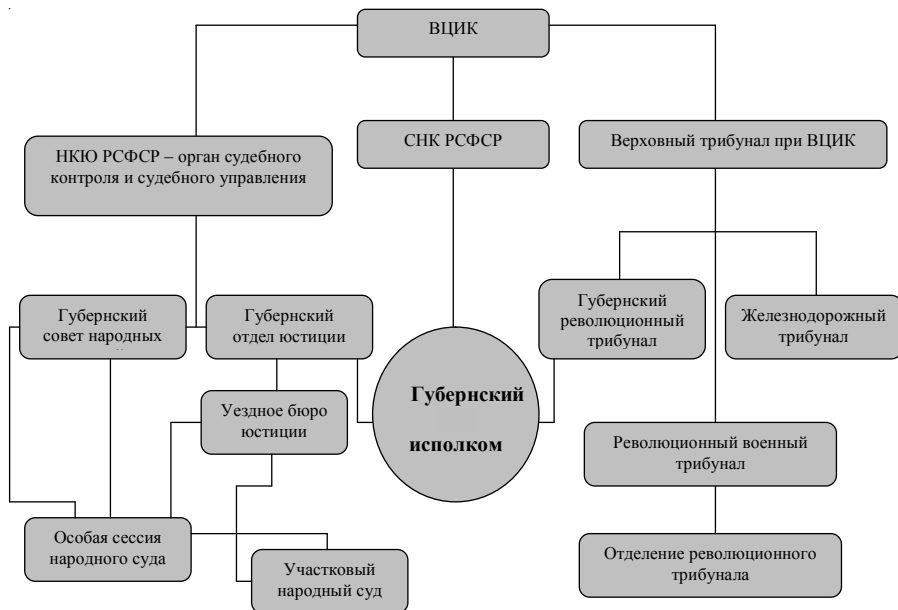 ВЦИК
НКЮ РСФСР – орган судебного
контроля и судебного управления
СНК РСФСР
Верховный трибунал при ВЦИК
Губернский
совет народных
Губернский
отдел юстиции
Губернский
революционный
трибунал
Железнодорожный
трибунал
Губернский
исполком
Уездное бюро
юстиции
Революционный военный
трибунал
Особая сессия
народного суда
Участковый
народный суд
Отделение революционного
трибунала